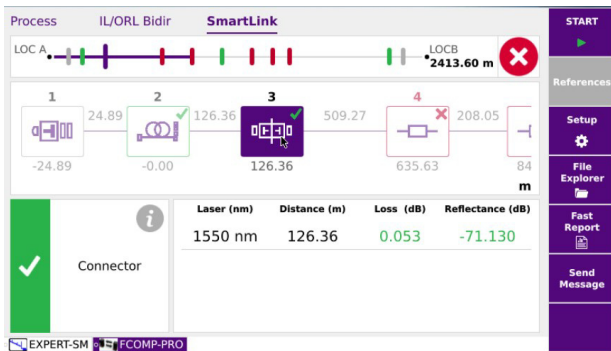 Process IL/ORL Bidir SmartLink
LOC A LOCB
2413.60 m
1 2 3 4
24.89 126.36 509.27 208.05
-24.89 -0.00 126.36 635.63 84
m
Laser (nm) Distance (m) Loss (dB) Reflectance (dB)
1550 nm 126.36 0.053 -71.130
i
Connector
START
References
Setup
File
Explorer
Fast
Report
Send
Message
EXPERT-SM FCOMP-PRO